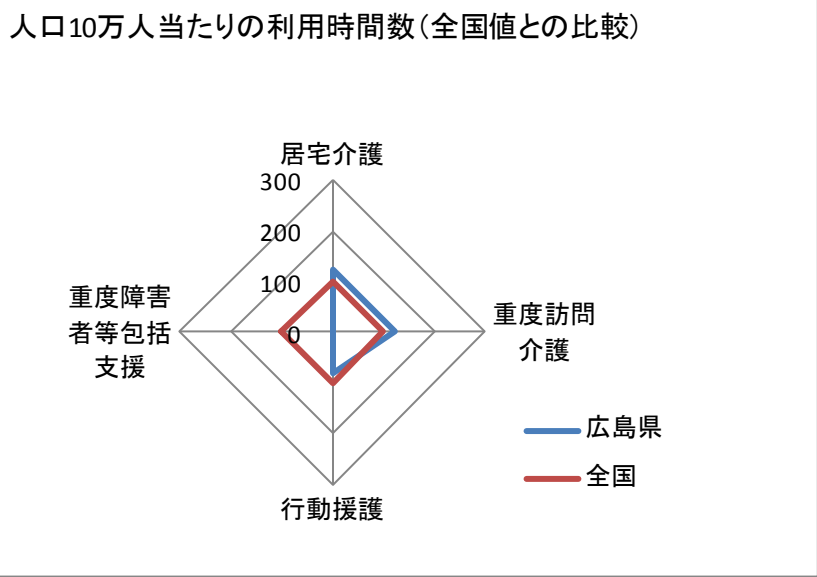 人口10万人当たりの利用時間数（全国値との比較）
居宅介護
300
200
100
0
重度障害
者等包括
支援
重度訪問
介護
行動援護
広島県
全国